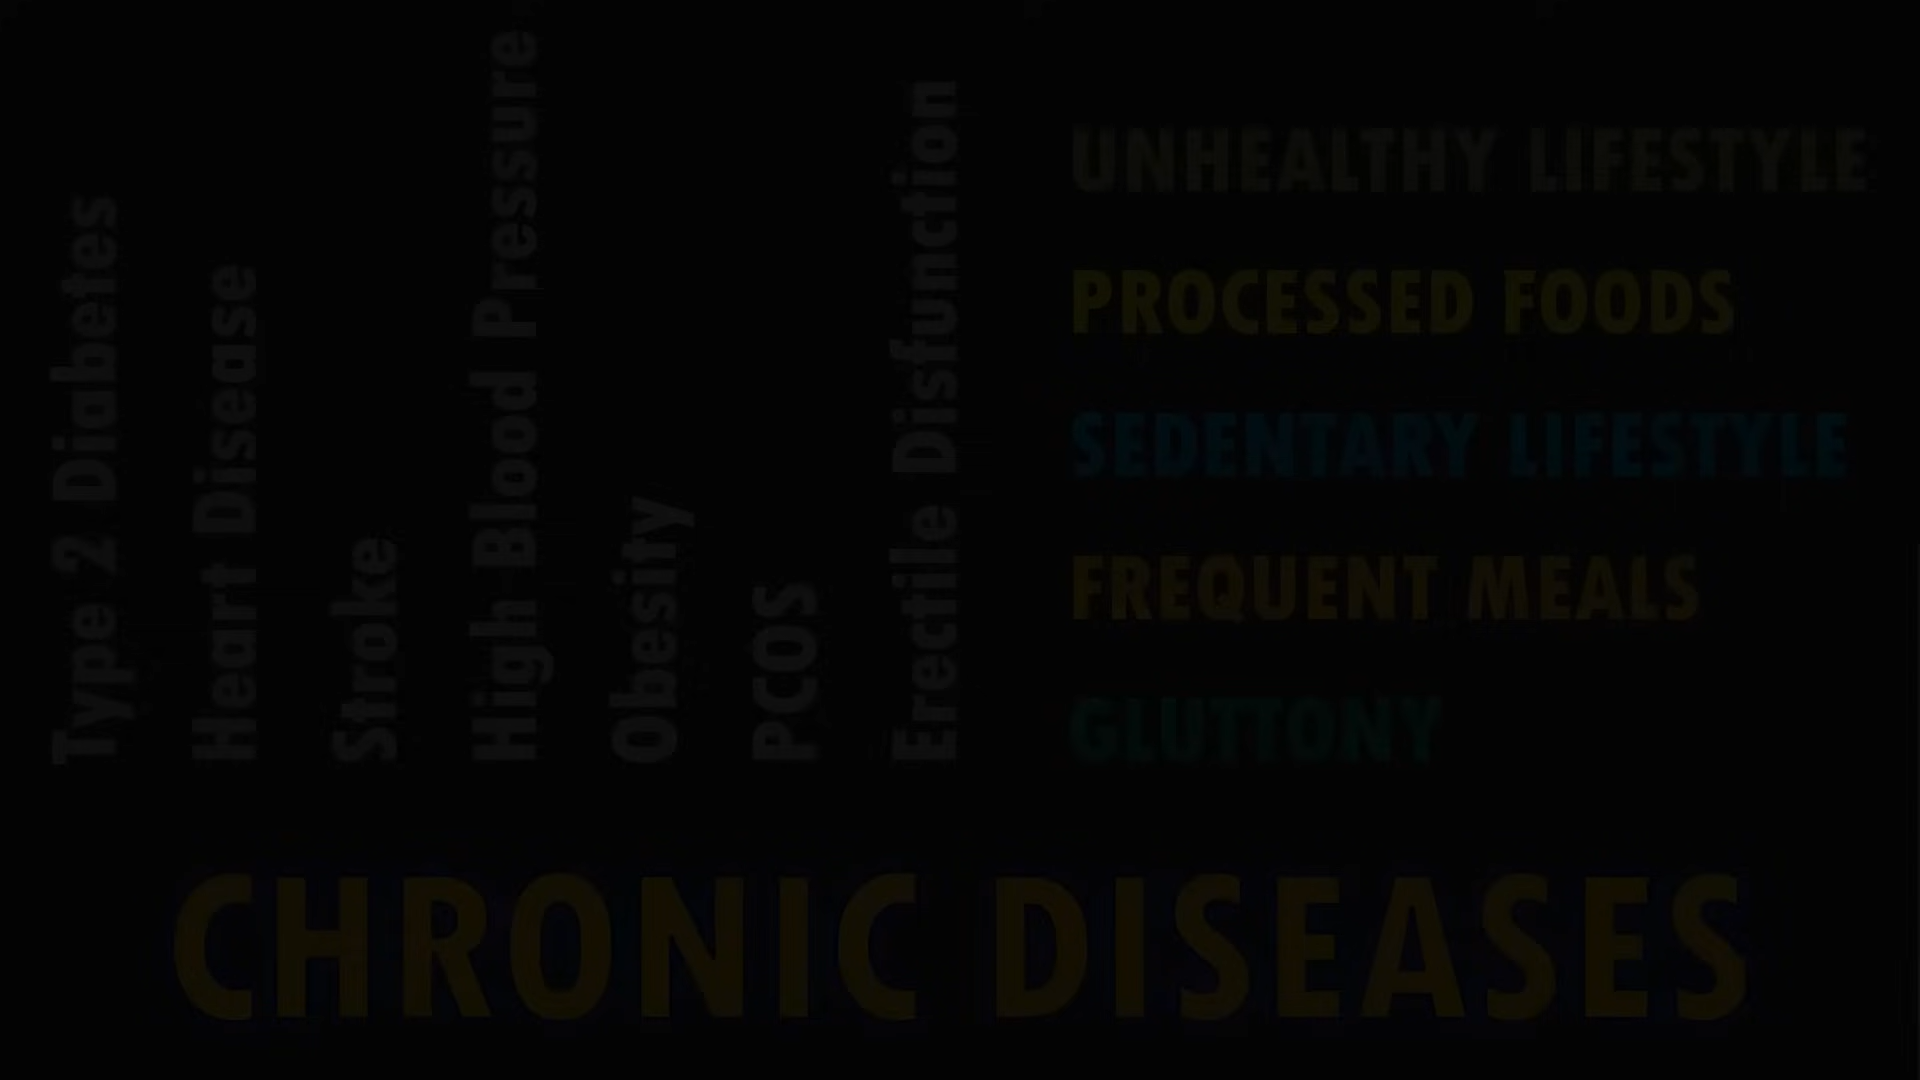 Type 2 Diabetes
Heart Disease
Stroke
High Blood Pressure
Obesity
PCOS
Erectile Disfunction
UNHEALTHY LIFESTYLE
PROCESSED FOODS
SEDENTARY LIFESTYLE
FREQUENT MEALS
GLUTTONY
CHRONIC DISEASES